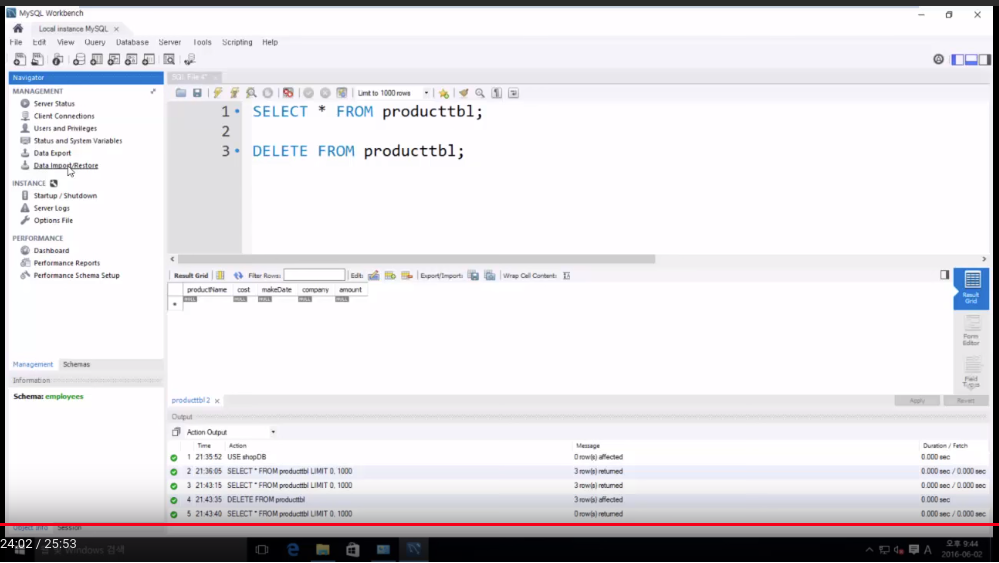 MySQL Workbench
Local instance MySQL
File Edit View Query Database Server Tools Scripting Help
Navigator
MANAGEMENT
Server Status
Client Connections
Users and Privileges
Status and System Variables
Data Export
Data Import/Restore
INSTANCE
Startup / Shutdown
Server Logs
Options File
PERFORMANCE
Dashboard
Performance Reports
Performance Schema Setup
Management Schemas
Information
Schema: employees
Object Info Session
SQL File 4*
Limit to 1000 rows
1 SELECT * FROM producttbl;
2
3 DELETE FROM producttbl;
Result Grid Filter Rows: Edit: Export/Import: Wrap Cell Content:
productName cost makeDate company amount
NULL NULL NULL NULL NULL
Result Grid
Form Editor
Field Types
producttbl 2
Apply Revert
Output
Action Output
Time Action Message Duration / Fetch
1 21:35:52 USE shopDB 0 row(s) affected 0.000 sec
2 21:36:05 SELECT * FROM producttbl LIMIT 0, 1000 3 row(s) returned 0.000 sec / 0.000 sec
3 21:43:15 SELECT * FROM producttbl LIMIT 0, 1000 3 row(s) returned 0.000 sec / 0.000 sec
4 21:43:35 DELETE FROM producttbl 3 row(s) affected 0.000 sec
5 21:43:40 SELECT * FROM producttbl LIMIT 0, 1000 0 row(s) returned 0.000 sec / 0.000 sec
24:02 / 25:53
Windows 검색
A
오후 9:44
2016-06-02